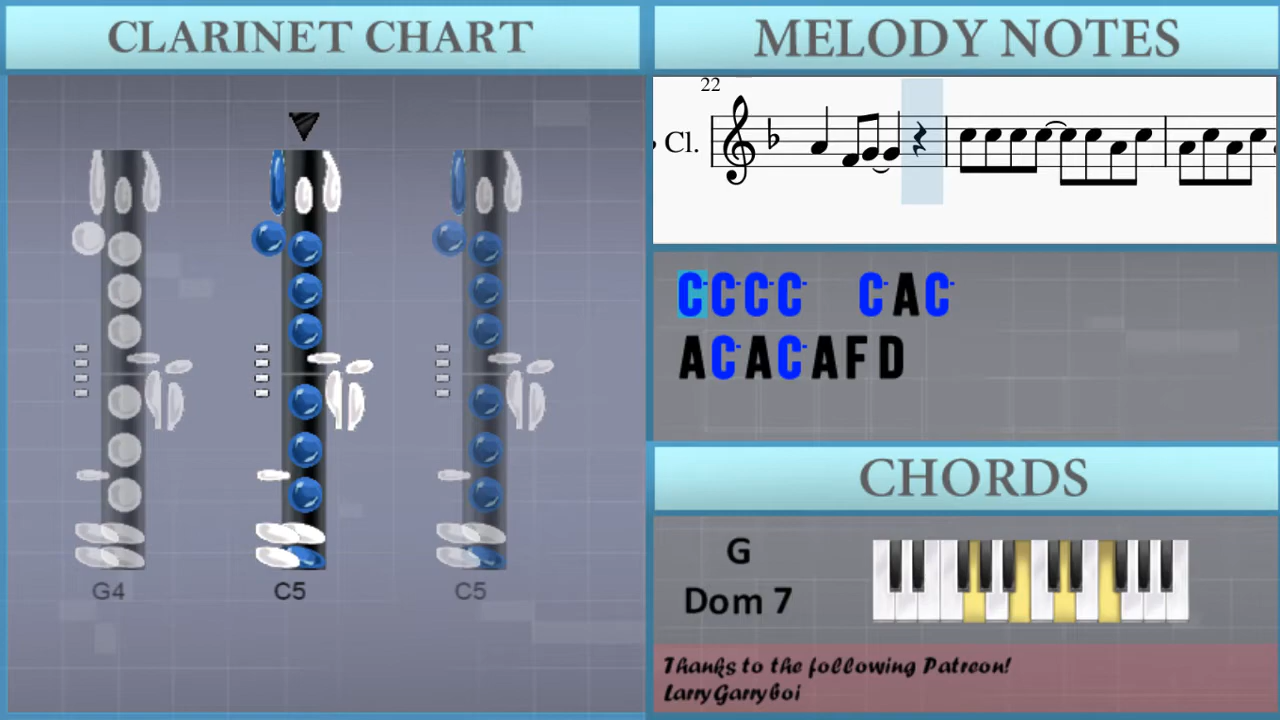 CLARINET CHART
G4
C5
C5
MELODY NOTES
22
Cl.
CCCC CAC
ACACAFD
CHORDS
G
Dom 7
Thanks to the following Patreon!
LarryGarryboi